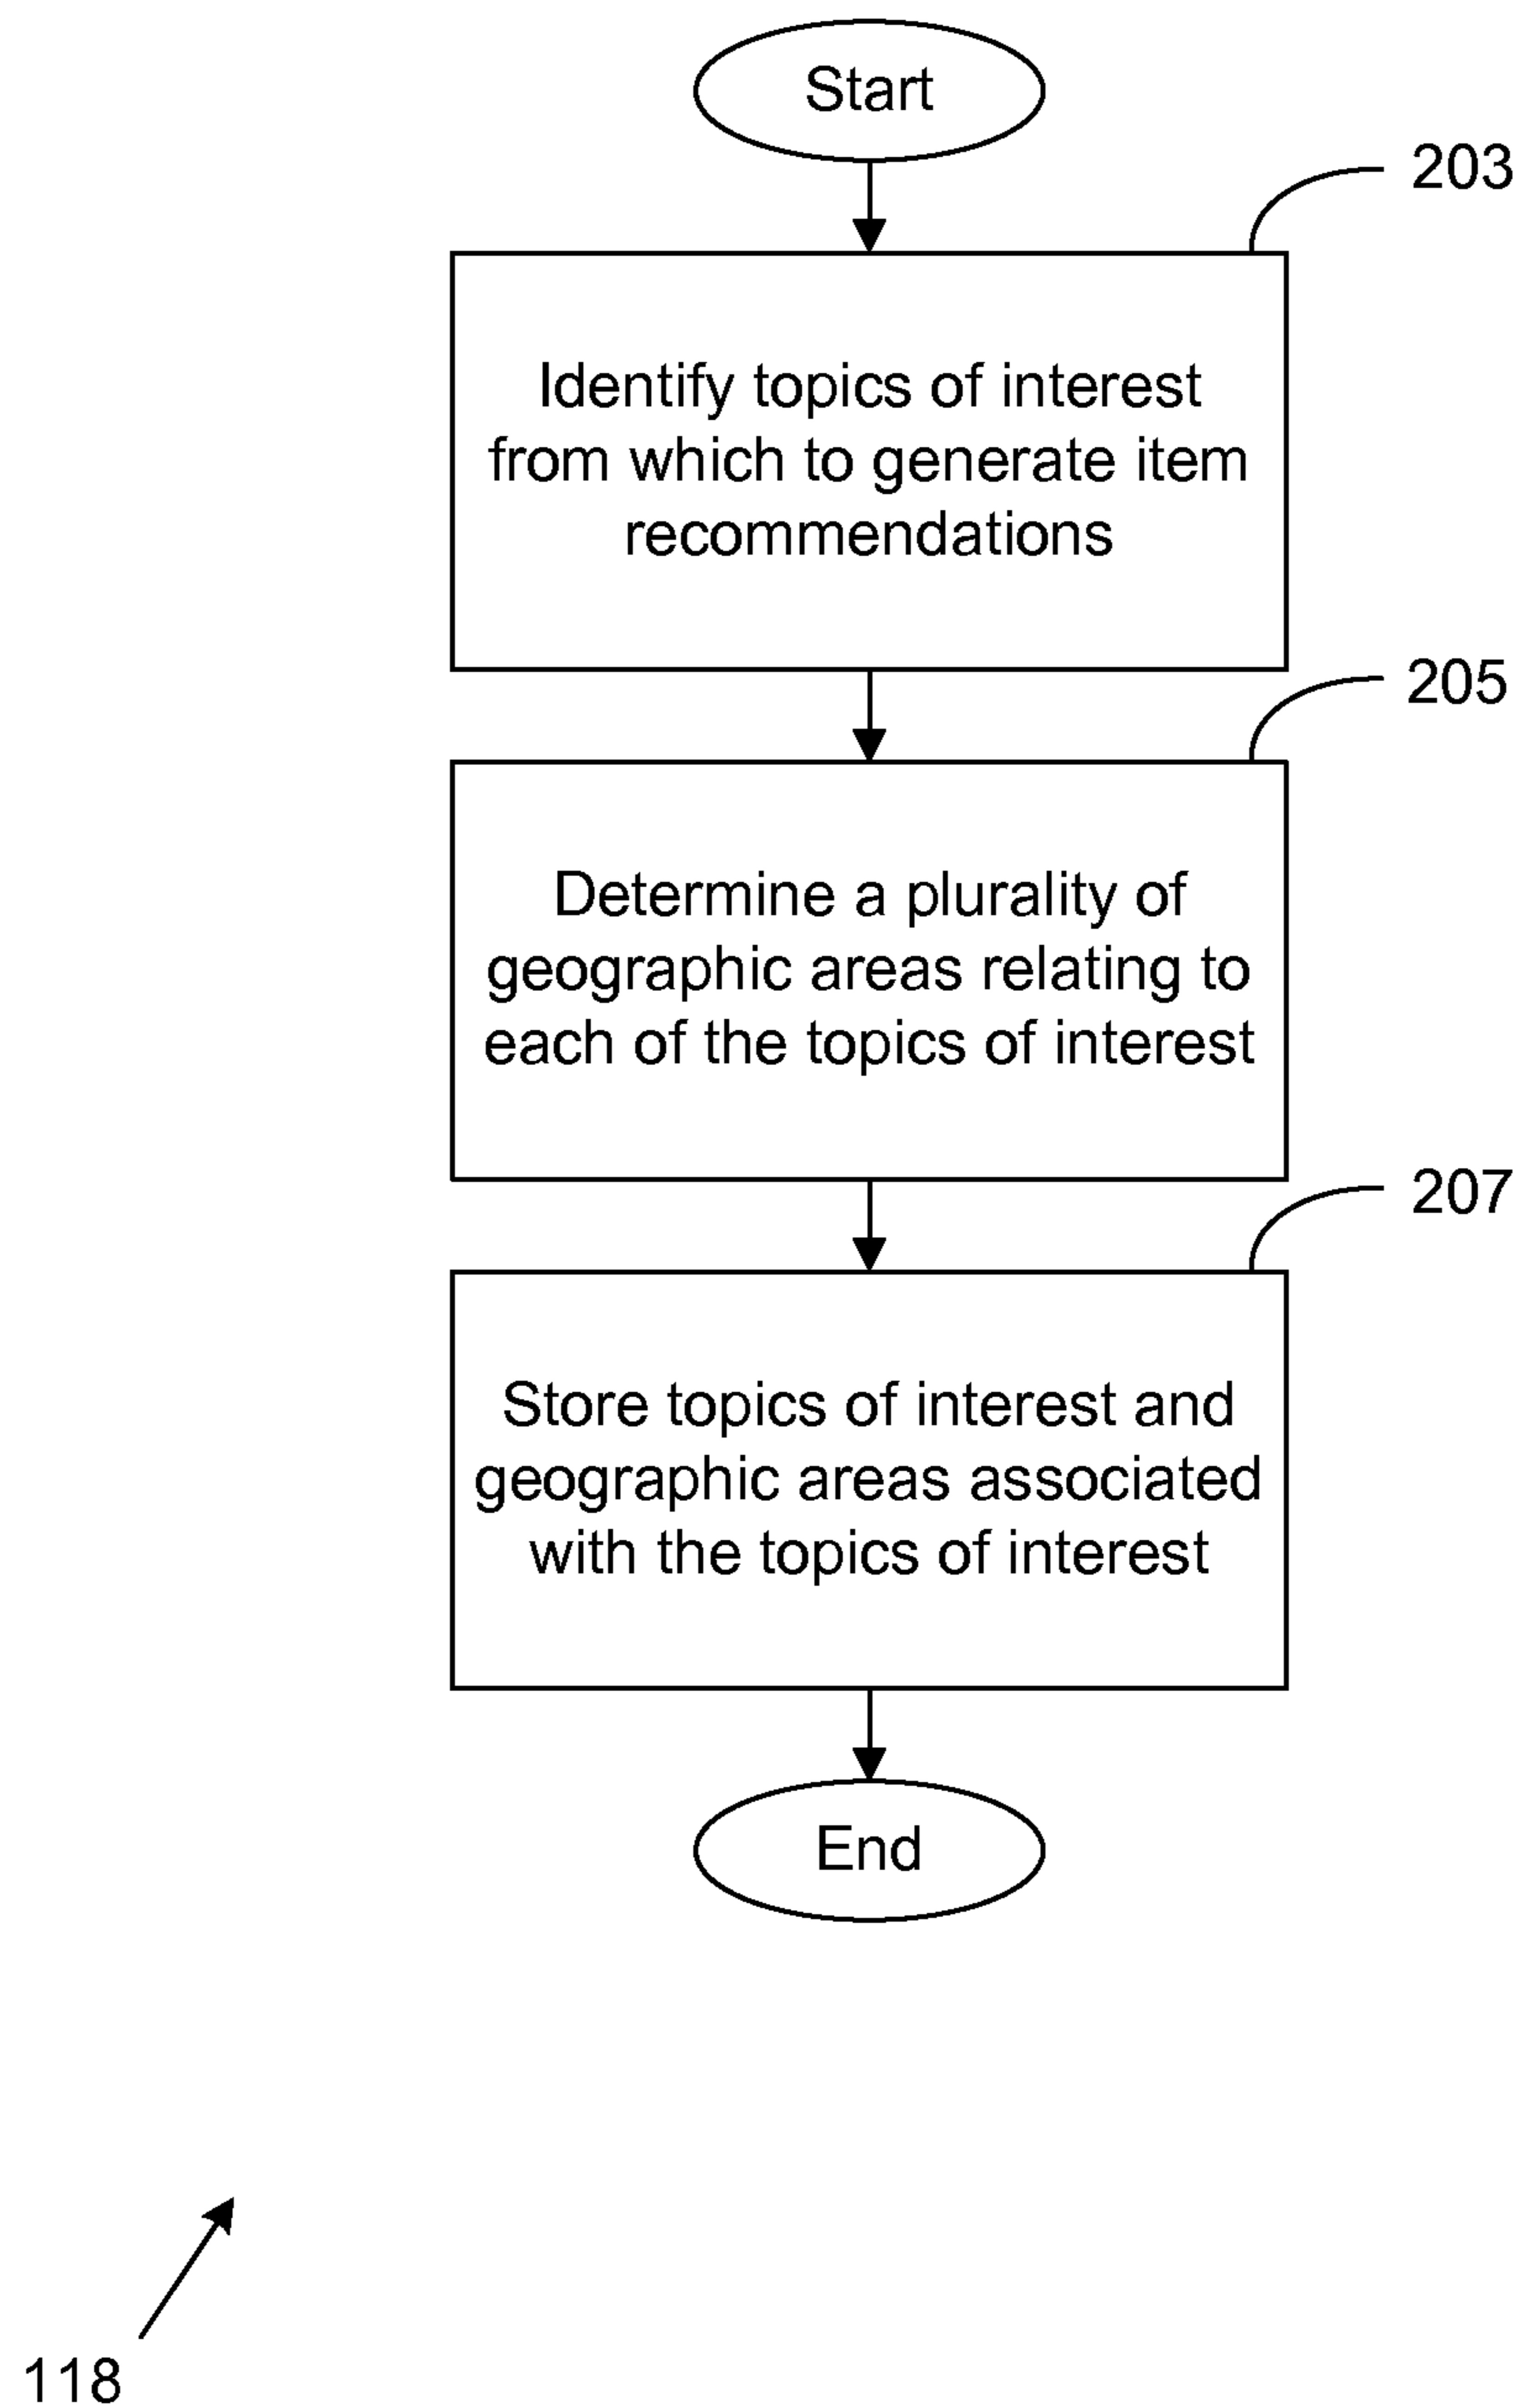 Start
203
Identify topics of interest
from which to generate item
recommendations
205
Determine a plurality of
geographic areas relating to
each of the topics of interest
207
Store topics of interest and
geographic areas associated
with the topics of interest
End
118